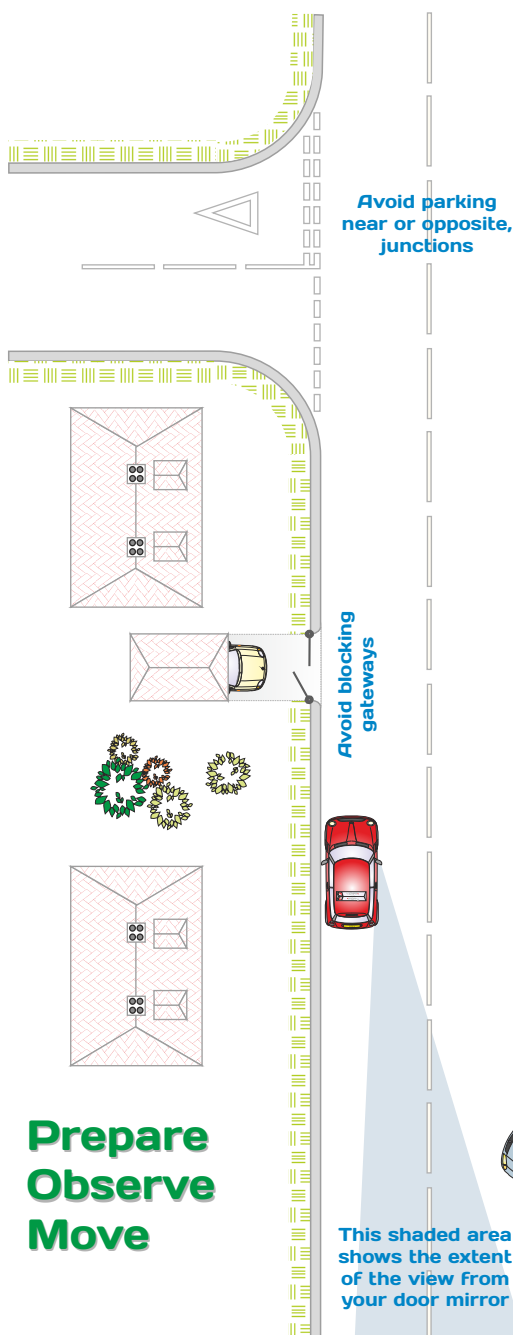 Avoid parking
near or opposite,
junctions
Avoid blocking
gateways
Prepare
Observe
Move
This shaded area
shows the extent
of the view from
your door mirror